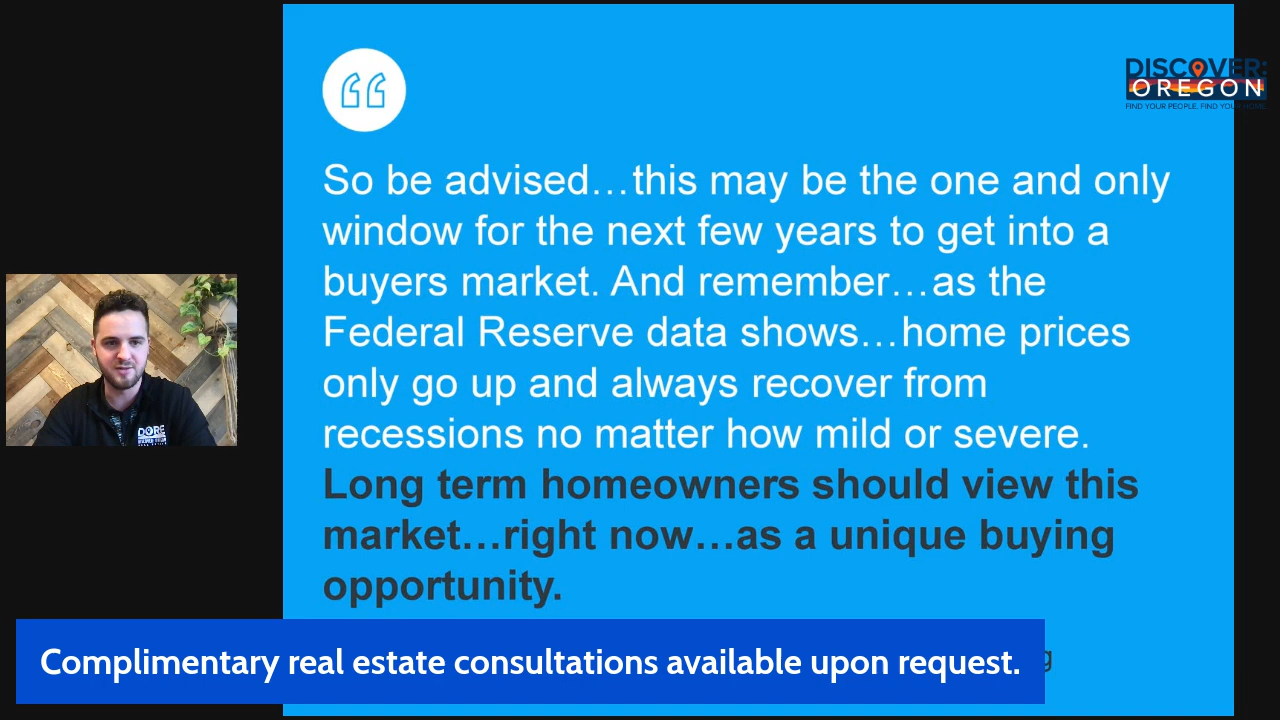 DISCOVER:
OREGON
FIND YOUR PEOPLE. FIND YOUR HOME.
So be advised…this may be the one and only
window for the next few years to get into a
buyers market. And remember…as the
Federal Reserve data shows…home prices
only go up and always recover from
recessions no matter how mild or severe.
Long term homeowners should view this
market…right now…as a unique buying
opportunity.
DORE
Complimentary real estate consultations available upon request.